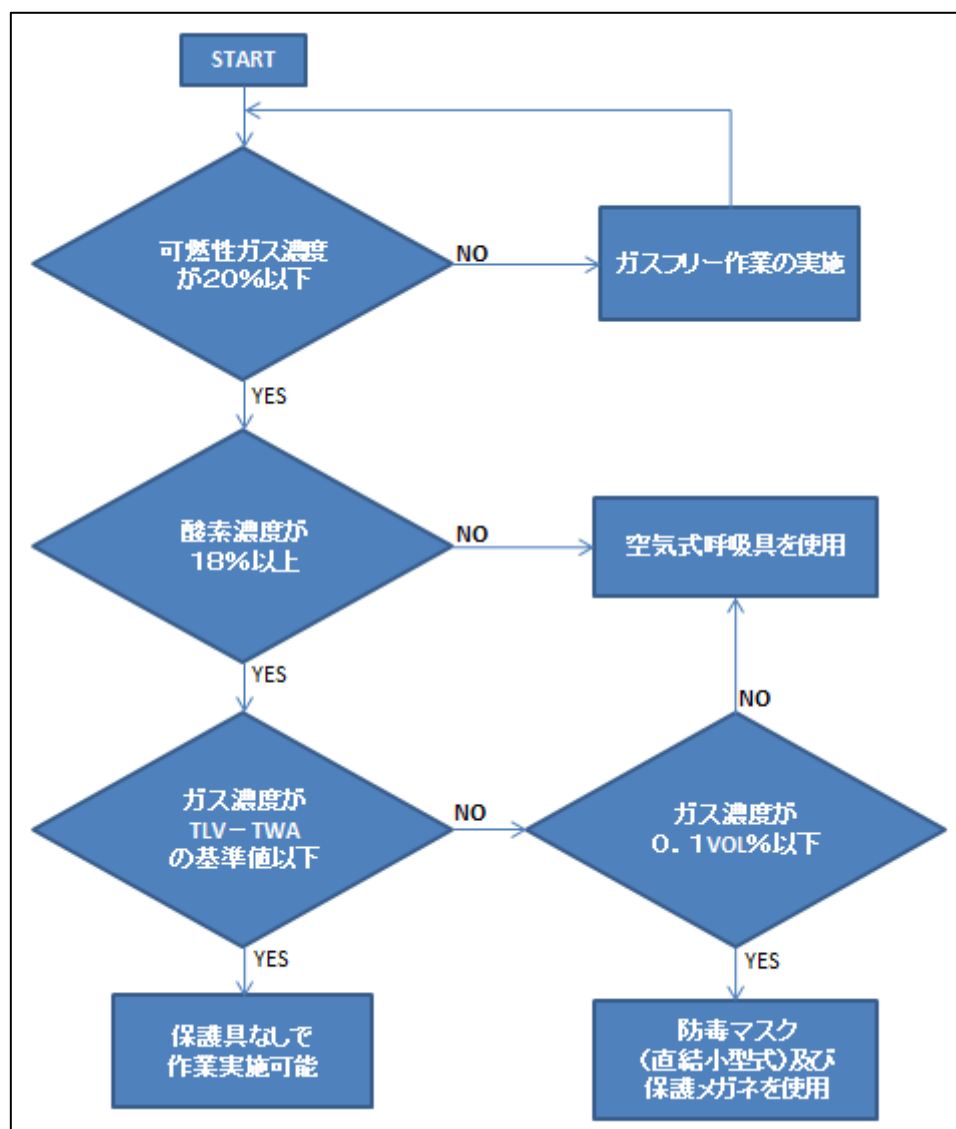 START
可燃性ガス濃度
が20%以下
NO
ガスフリー作業の実施
YES
酸素濃度が
18%以上
NO
空気式呼吸具を使用
YES
NO
ガス濃度が
TLV－TWA
の基準値以下
NO
ガス濃度が
0．1VOL%以下
YES
YES
保護具なしで
作業実施可能
防毒マスク
（直結小型式）及び
保護メガネを使用